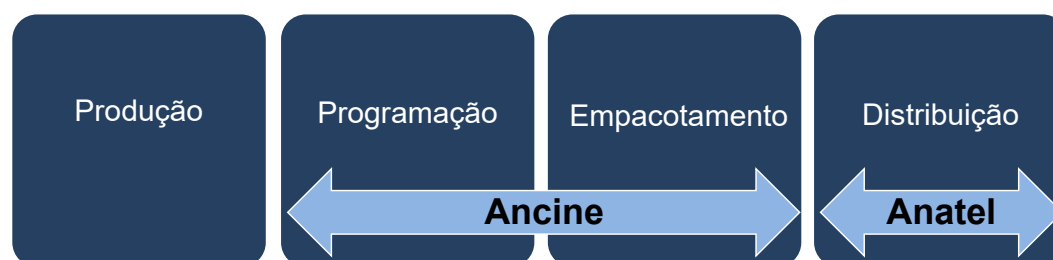 Produção
Programação
Empacotamento
Distribuição
Ancine
Anatel